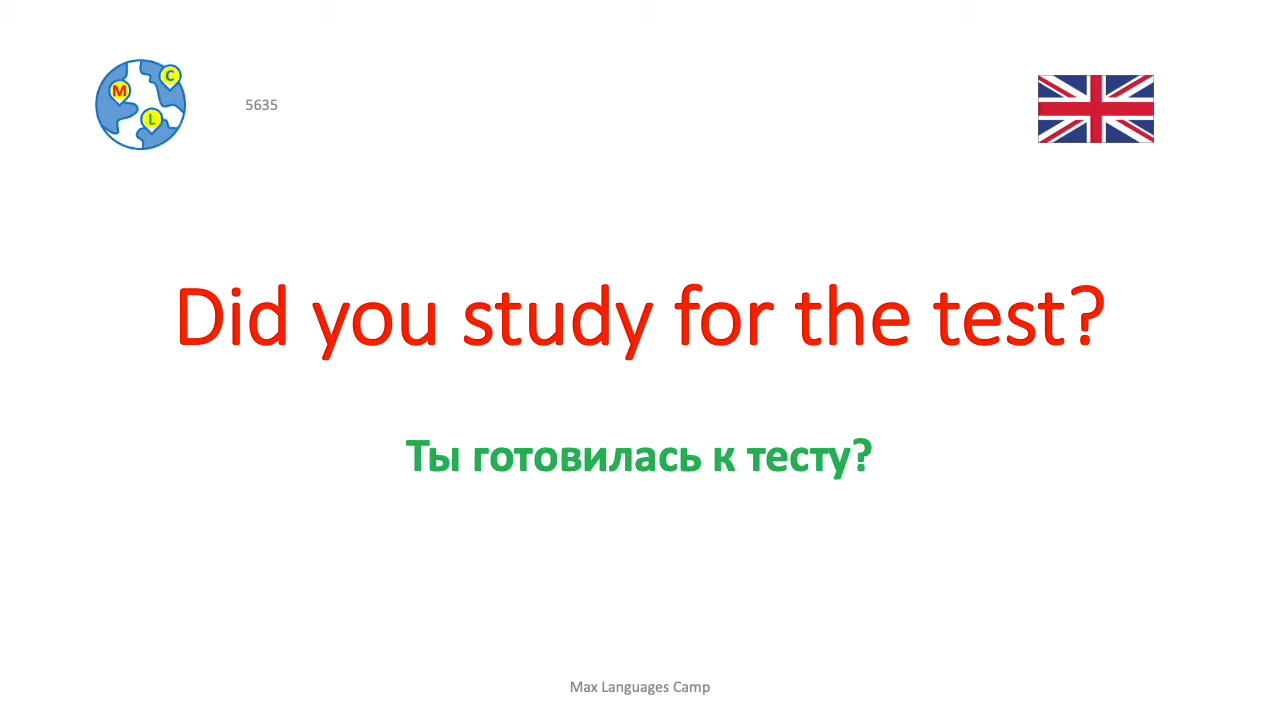 M
C
L
5635
Did you study for the test?
Ты готовилась к тесту?
Max Languages Camp